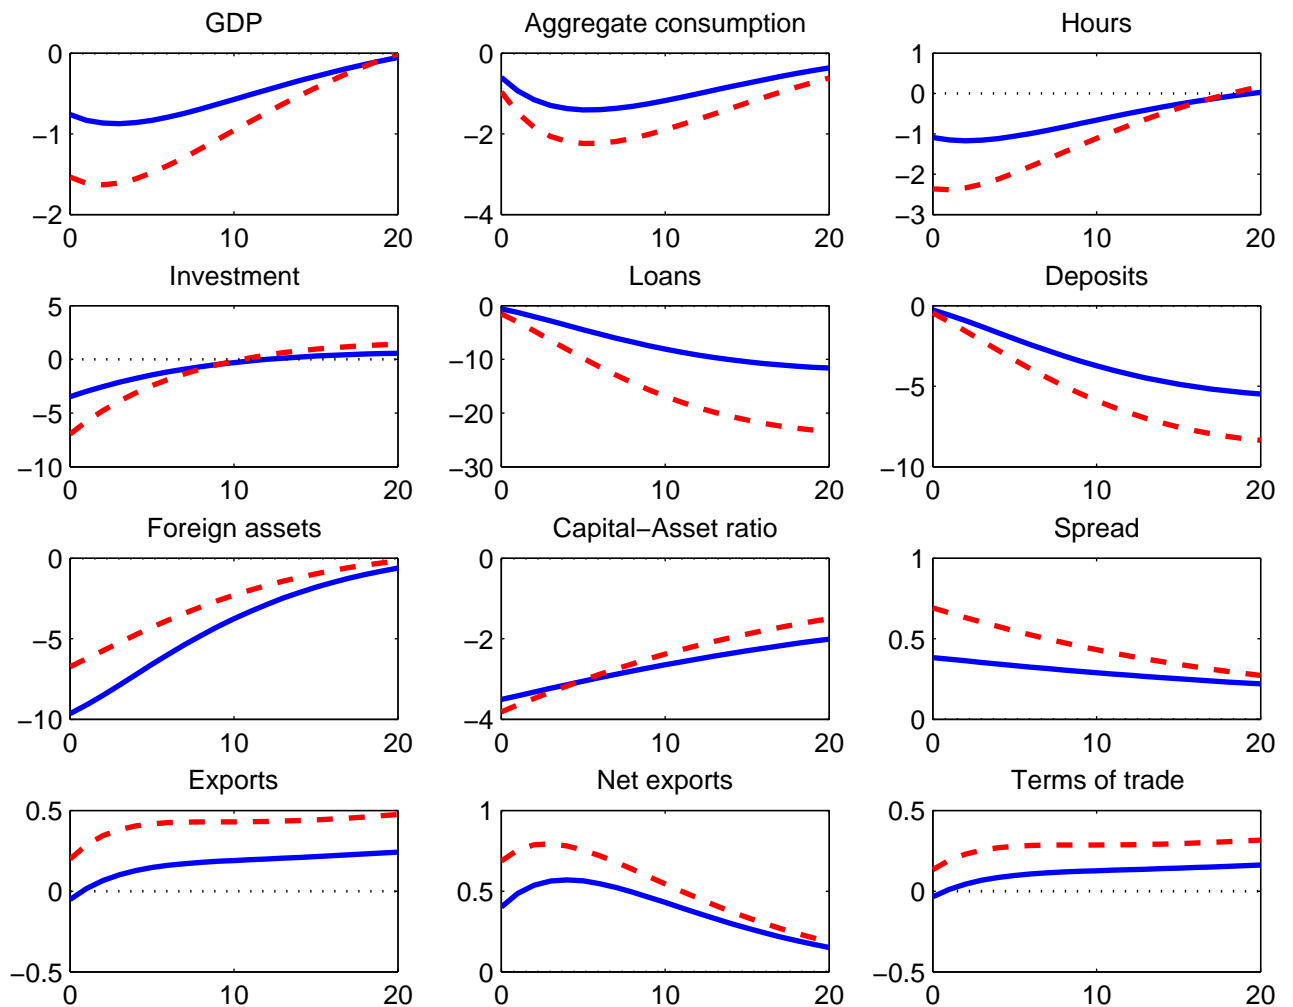 GDP Aggregate consumption Hours
0 0 1
0
−1 −2 −1
−2
−2 −4 −3
0 10 20 0 10 20 0 10 20
Investment Loans Deposits
5 0 0
0 −10
−5
−5 −20
−10 −30 −10
0 10 20 0 10 20 0 10 20
Foreign assets Capital−Asset ratio Spread
0 0 1
−5 −2 0.5
−10 −4 0
0 10 20 0 10 20 0 10 20
Exports Net exports Terms of trade
0.5 1 0.5
0 0.5 0
−0.5 0 −0.5
0 10 20 0 10 20 0 10 20